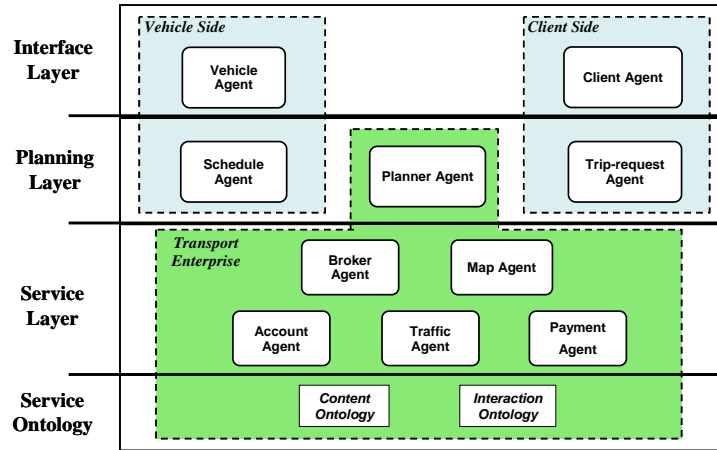 Interface
Layer
Vehicle Side
Vehicle
Agent
Client Side
Client Agent
Planning
Layer
Schedule
Agent
Planner Agent
Trip-request
Agent
Service
Layer
Transport
Enterprise
Broker
Agent
Map Agent
Account
Agent
Traffic
Agent
Payment
Agent
Service
Ontology
Content
Ontology
Interaction
Ontology